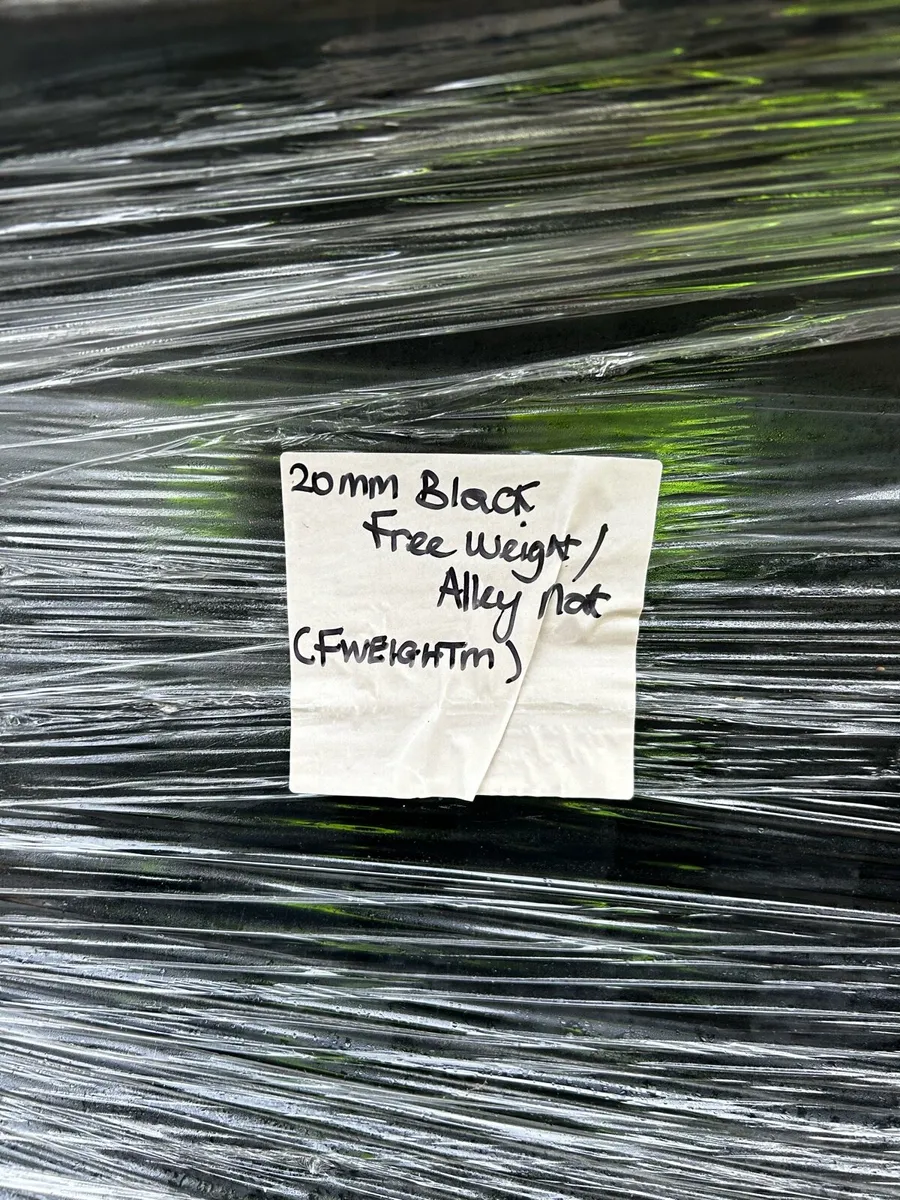 20mm Black
Free Weight/
Alley Mat
(FWEIGHTM)